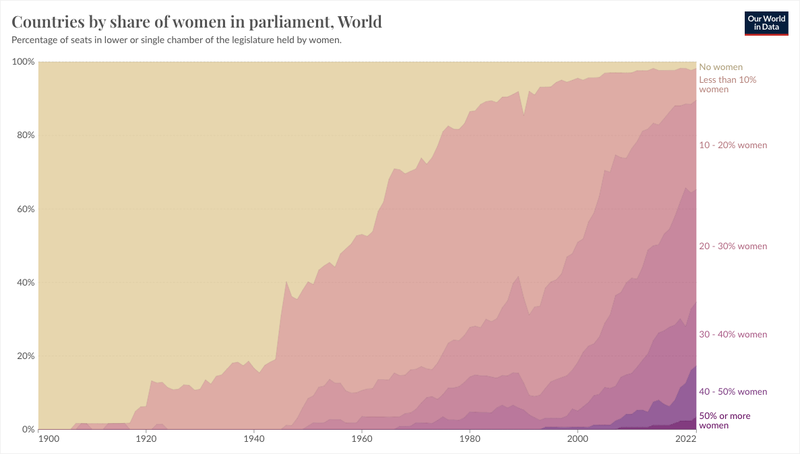 Countries by share of women in parliament, World
Percentage of seats in lower or single chamber of the legislature held by women.
Our World
in Data
100%
80%
60%
40%
20%
0%
No women
Less than 10%
women
10 - 20% women
20 - 30% women
30 - 40% women
40 - 50% women
50% or more
women
1900
1920
1940
1960
1980
2000
2022